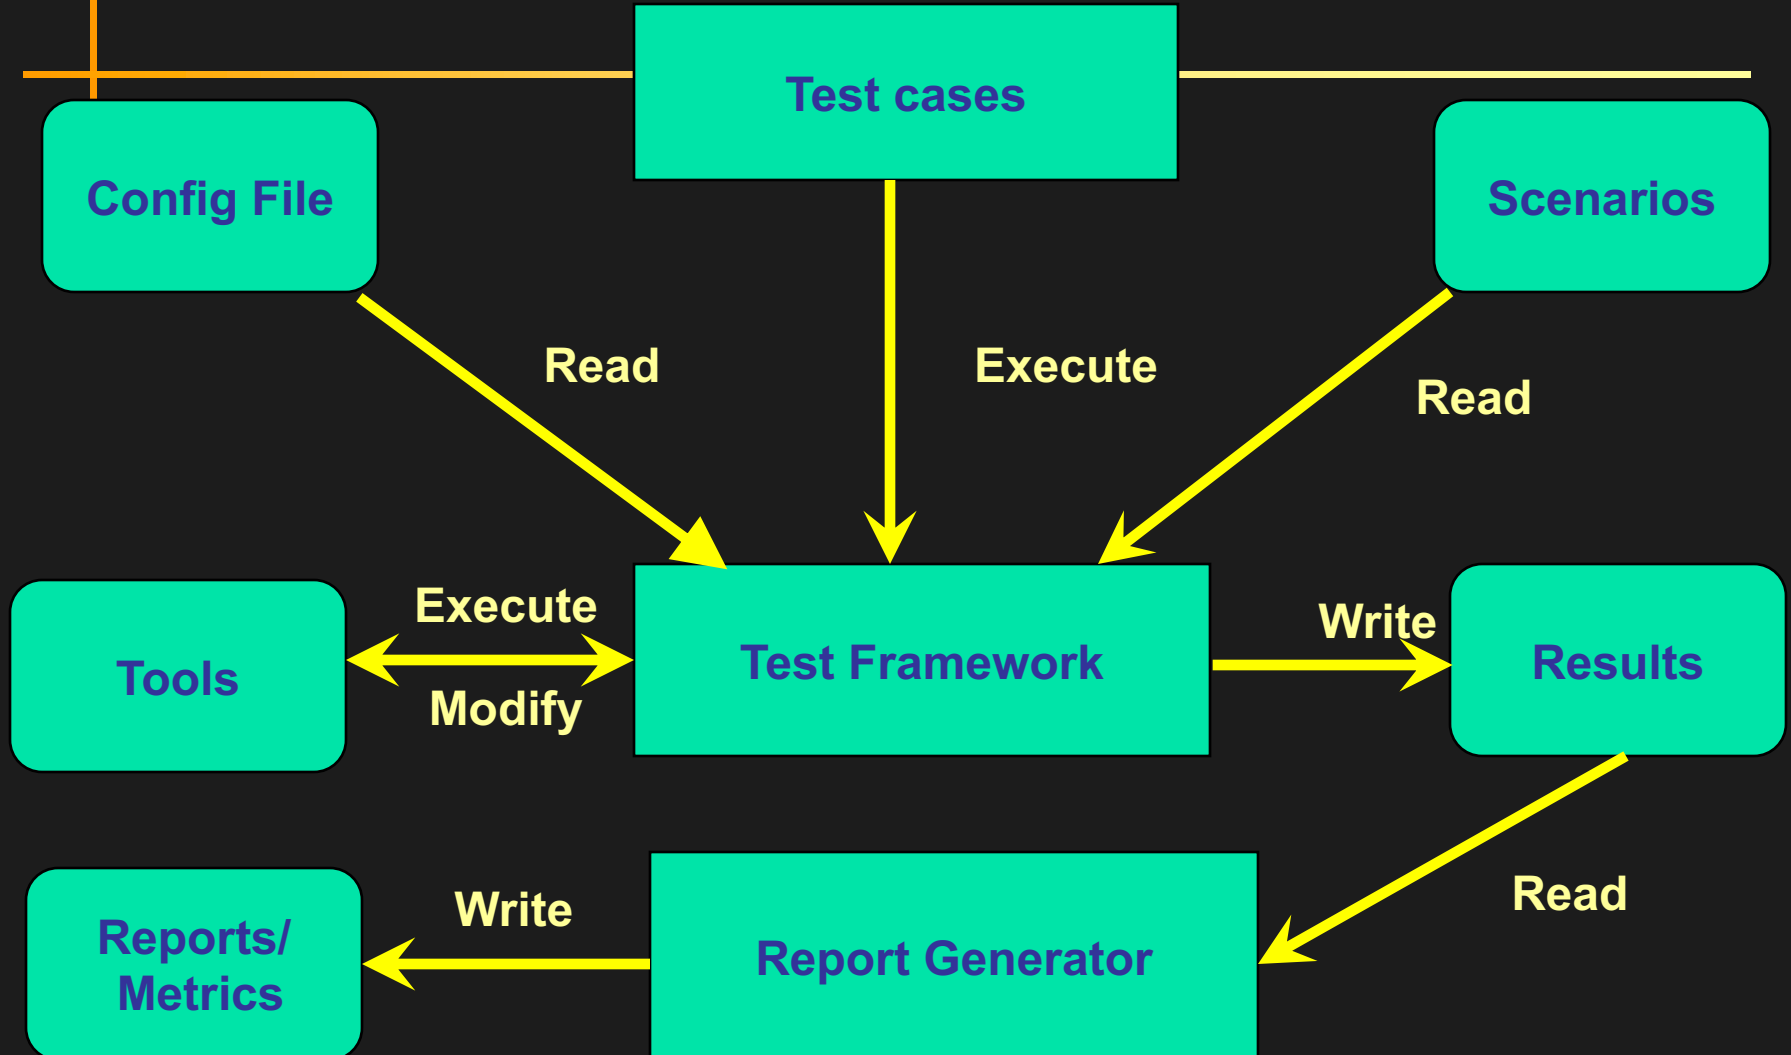 Test cases
Config File
Scenarios
Read
Execute
Read
Execute
Write
Tools
Test Framework
Results
Modify
Read
Write
Reports/
Metrics
Report Generator